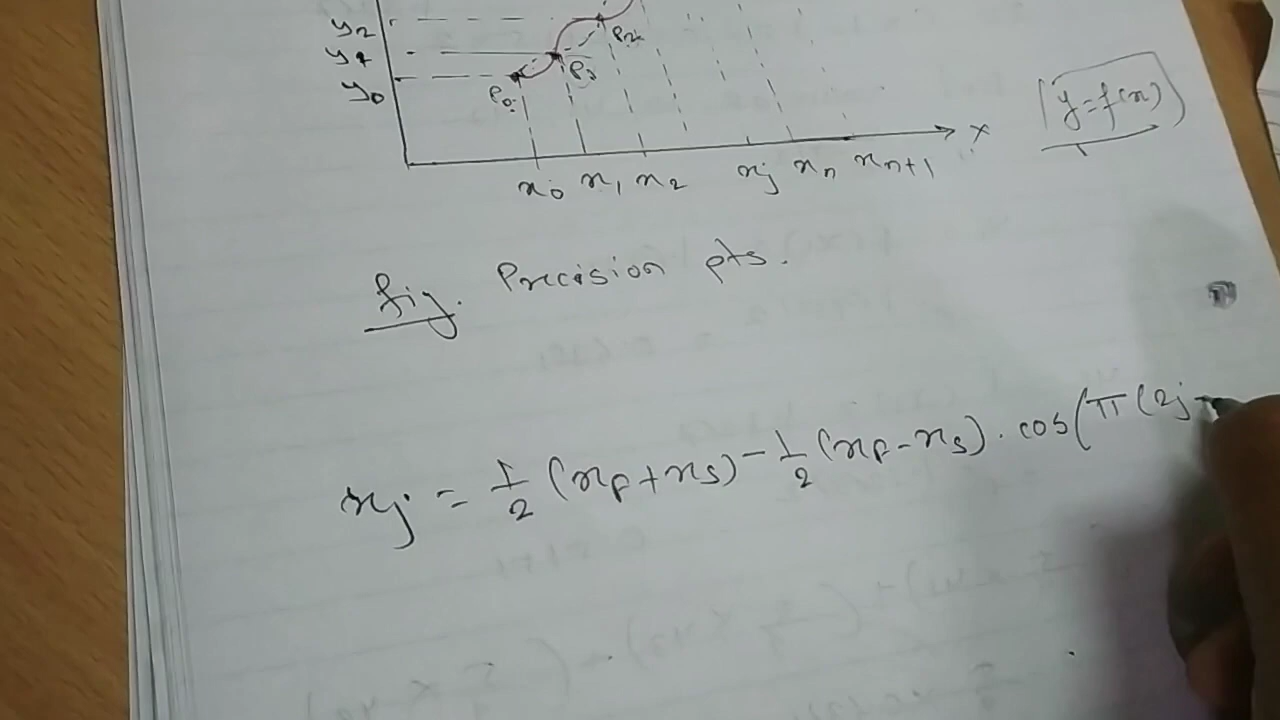 y2
y1
y0
P2
P1
P0
x
y=f(x)
x0 x1 x2 xj xn xn+1
fig. Precision pts.
xj = 1/2 (xf+xs) - 1/2 (xf-xs). cos(π(2j-